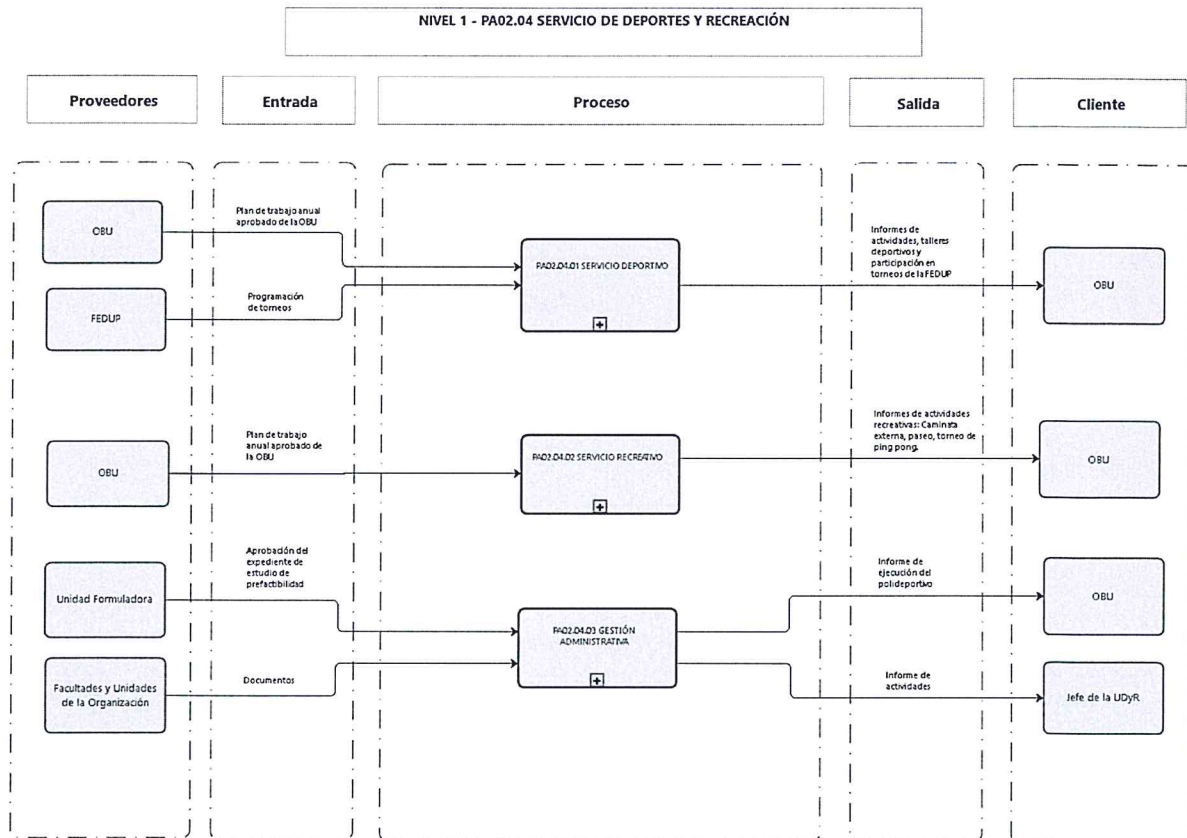 NIVEL 1 - PA02.04 SERVICIO DE DEPORTES Y RECREACIÓN
Proveedores
Entrada
Proceso
Salida
Cliente
OBU
Plan de trabajo anual
aprobado de la OBU
FEDUP
Programación
de torneos
PA02.04.01 SERVICIO DEPORTIVO
Informes de
actividades, talleres
deportivos y
participación en
torneos de la FEDUP
OBU
OBU
Plan de trabajo
anual aprobado de
la OBU
PA02.04.02 SERVICIO RECREATIVO
Informes de actividades
recreativas: Caminata
externa, paseo, torneo de
ping pong.
OBU
Unidad Formuladora
Aprobación del
expediente de
estudio de
prefactibilidad
Facultades y Unidades
de la Organización
Documentos
PA02.04.03 GESTIÓN
ADMINISTRATIVA
Informe de
ejecución del
polideportivo
OBU
Informe de
actividades
Jefe de la UDyR